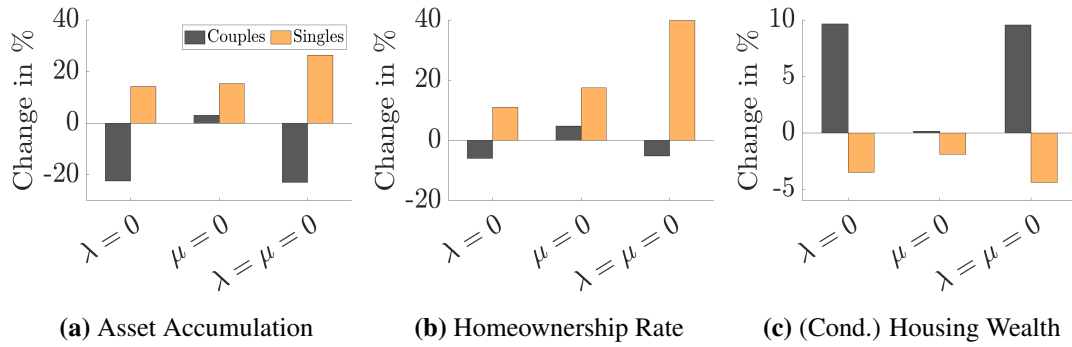 Change in %
40
20
0
-20
Couples Singles
λ = 0
μ = 0
λ = μ = 0
(a) Asset Accumulation
Change in %
40
20
0
-20
λ = 0
μ = 0
λ = μ = 0
(b) Homeownership Rate
Change in %
10
5
0
-5
λ = 0
μ = 0
λ = μ = 0
(c) (Cond.) Housing Wealth